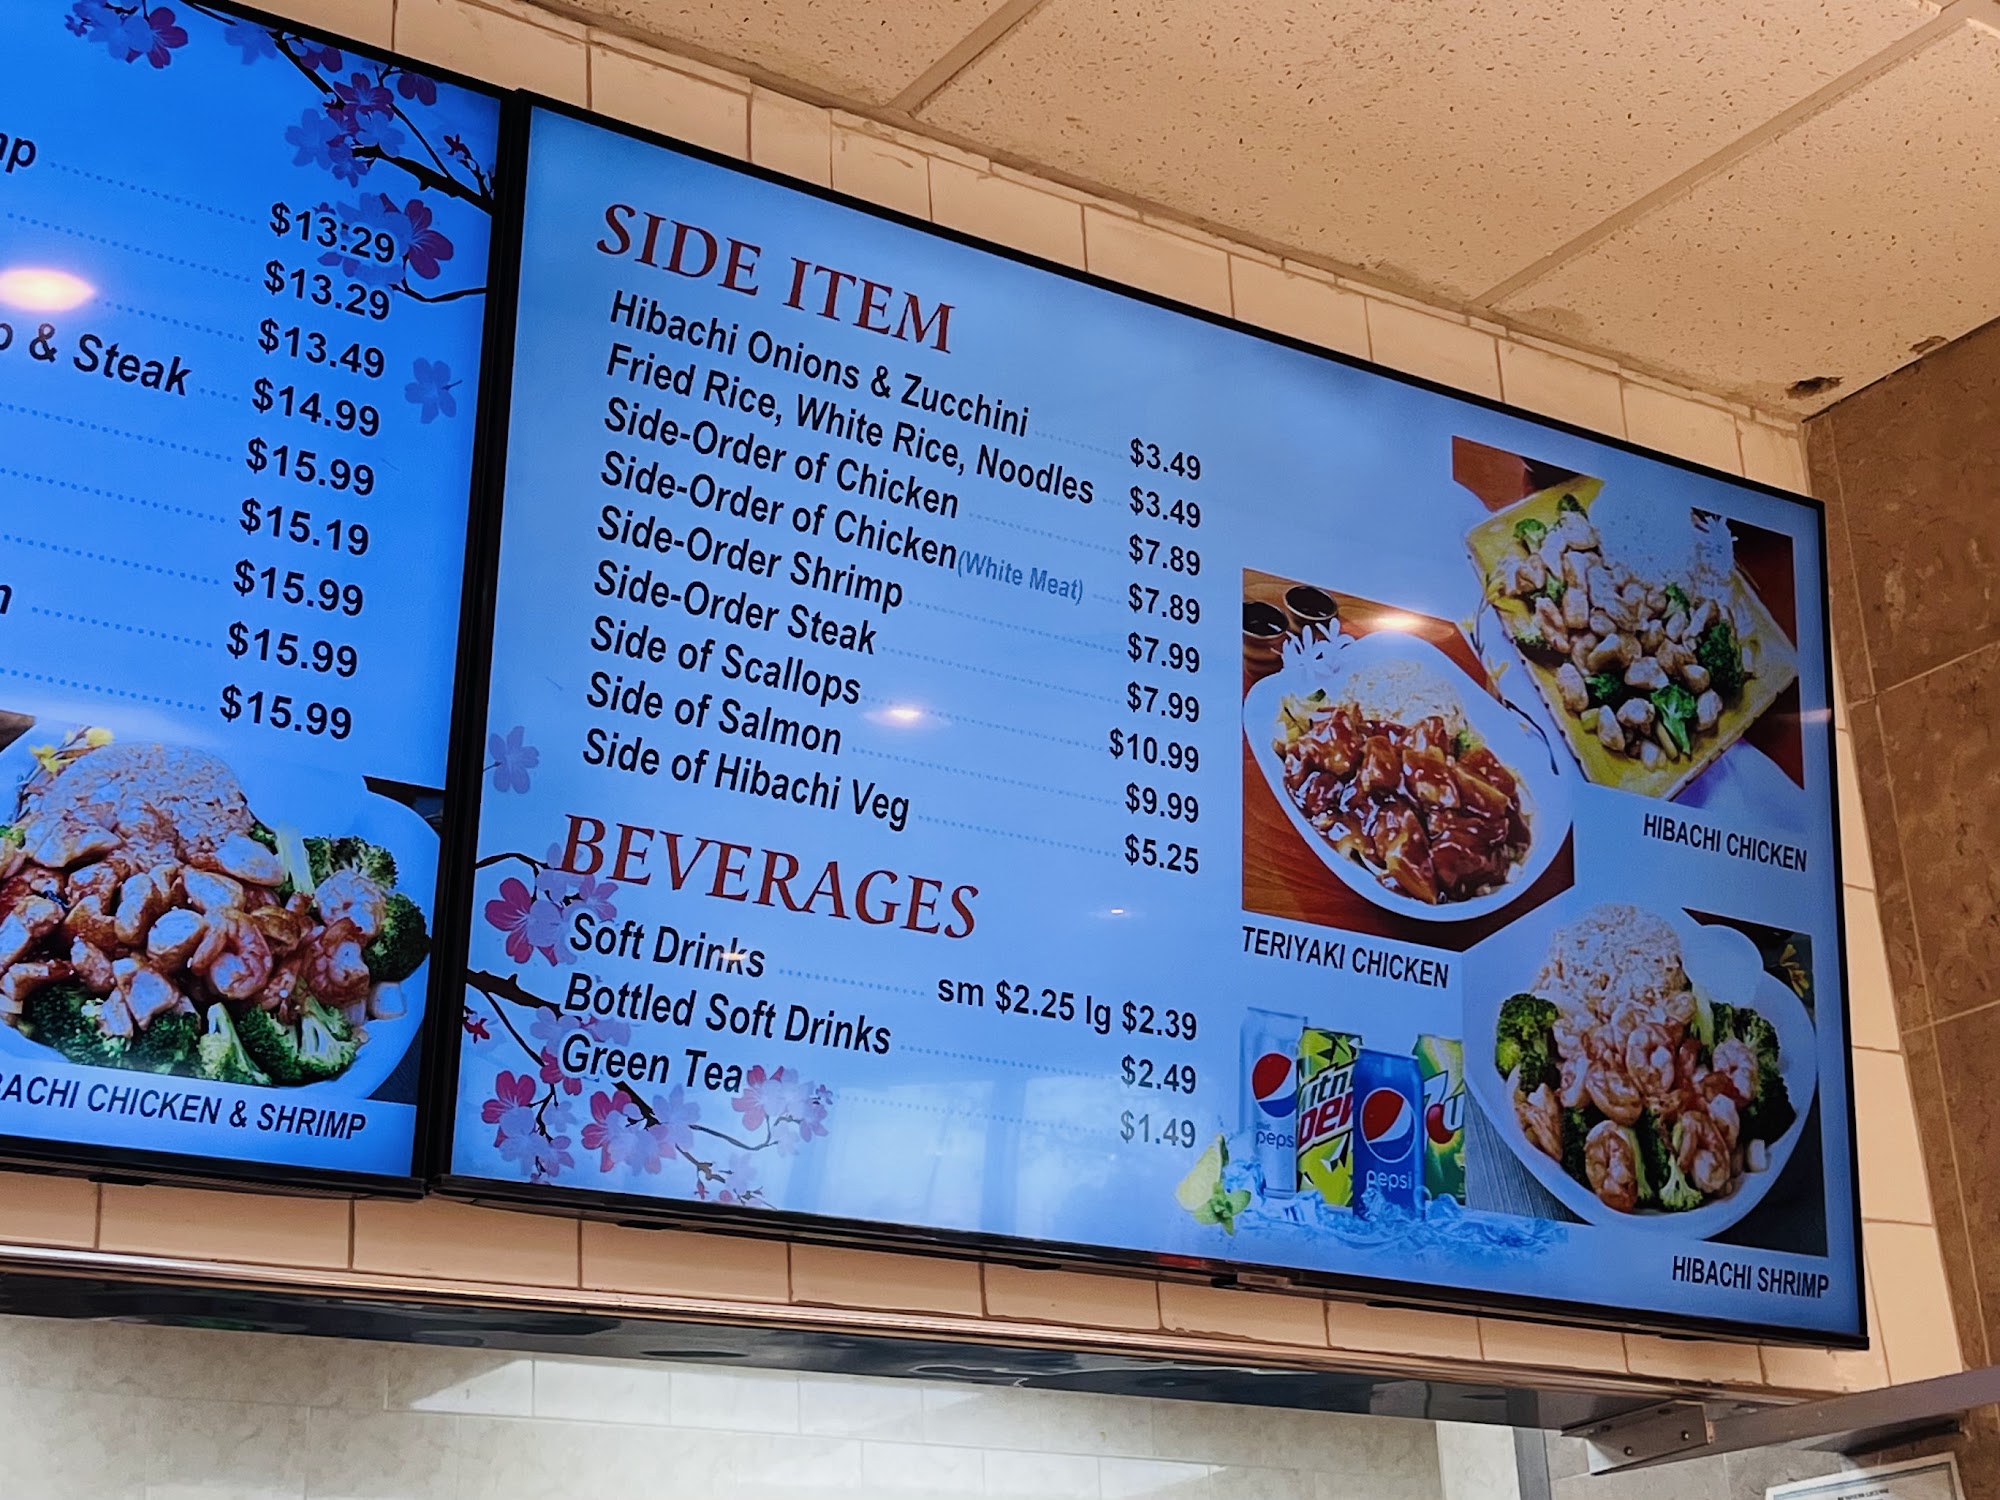 $13.29
$13.29
$13.49
& Steak $14.99
$15.99
$15.19
$15.99
$15.99
$15.99
CHICKEN & SHRIMP
SIDE ITEM
Hibachi Onions & Zucchini $3.49
Fried Rice, White Rice, Noodles $3.49
Side-Order of Chicken $7.89
Side-Order of Chicken (White Meat) $7.89
Side-Order Shrimp $7.99
Side-Order Steak $7.99
Side of Scallops $10.99
Side of Salmon $9.99
Side of Hibachi Veg $5.25
BEVERAGES
Soft Drinks sm $2.25 lg $2.39
Bottled Soft Drinks $2.49
Green Tea $1.49
HIBACHI CHICKEN
TERIYAKI CHICKEN
HIBACHI SHRIMP
pepsi